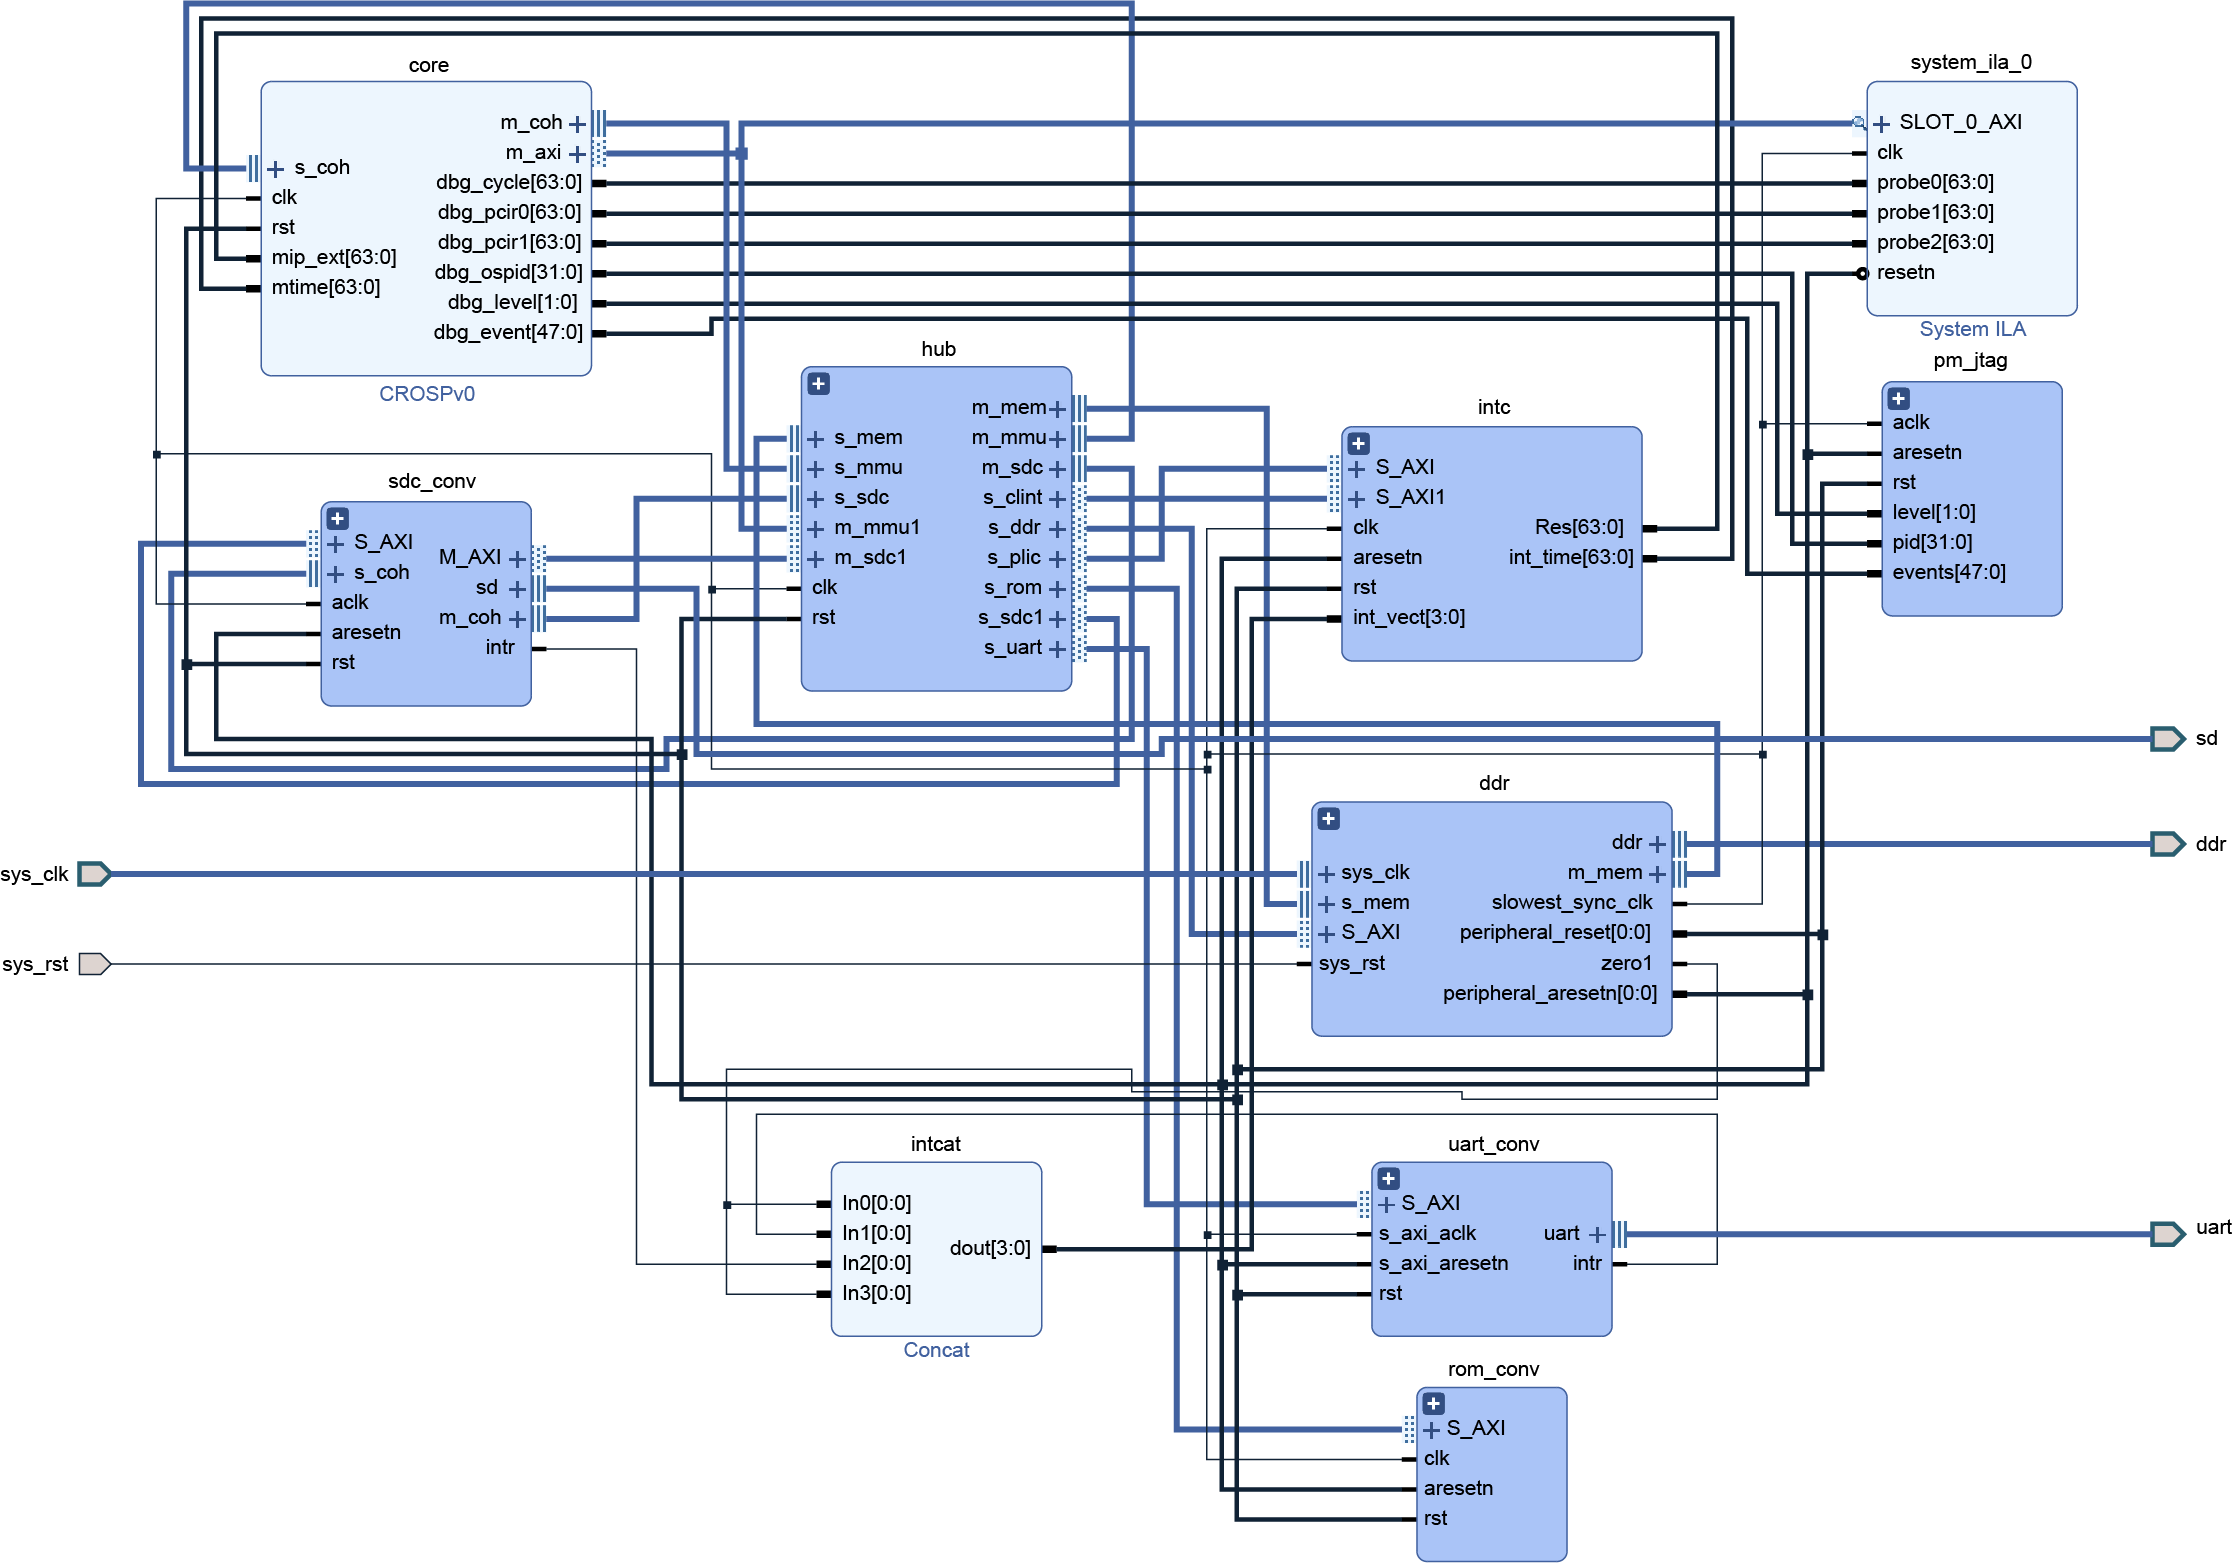 core
s_coh
clk
rst
mip_ext[63:0]
mtime[63:0]
m_coh
m_axi
dbg_cycle[63:0]
dbg_pcir0[63:0]
dbg_pcir1[63:0]
dbg_ospid[31:0]
dbg_level[1:0]
dbg_event[47:0]
CROSPv0
system_ila_0
SLOT_0_AXI
clk
probe0[63:0]
probe1[63:0]
probe2[63:0]
resetn
System ILA
pm_jtag
aclk
aresetn
rst
level[1:0]
pid[31:0]
events[47:0]
hub
s_mem
s_mmu
s_sdc
m_mmu1
m_sdc1
clk
rst
m_mem
m_mmu
m_sdc
s_clint
s_ddr
s_plic
s_rom
s_sdc1
s_uart
intc
S_AXI
S_AXI1
clk
aresetn
rst
int_vect[3:0]
Res[63:0]
int_time[63:0]
sdc_conv
S_AXI
s_coh
aclk
aresetn
rst
M_AXI
sd
m_coh
intr
sd
ddr
sys_clk
s_mem
S_AXI
sys_rst
ddr
m_mem
slowest_sync_clk
peripheral_reset[0:0]
zero1
peripheral_aresetn[0:0]
ddr
sys_clk
sys_rst
intcat
In0[0:0]
In1[0:0]
In2[0:0]
In3[0:0]
dout[3:0]
Concat
uart_conv
S_AXI
s_axi_aclk
s_axi_aresetn
rst
uart
intr
uart
rom_conv
S_AXI
clk
aresetn
rst